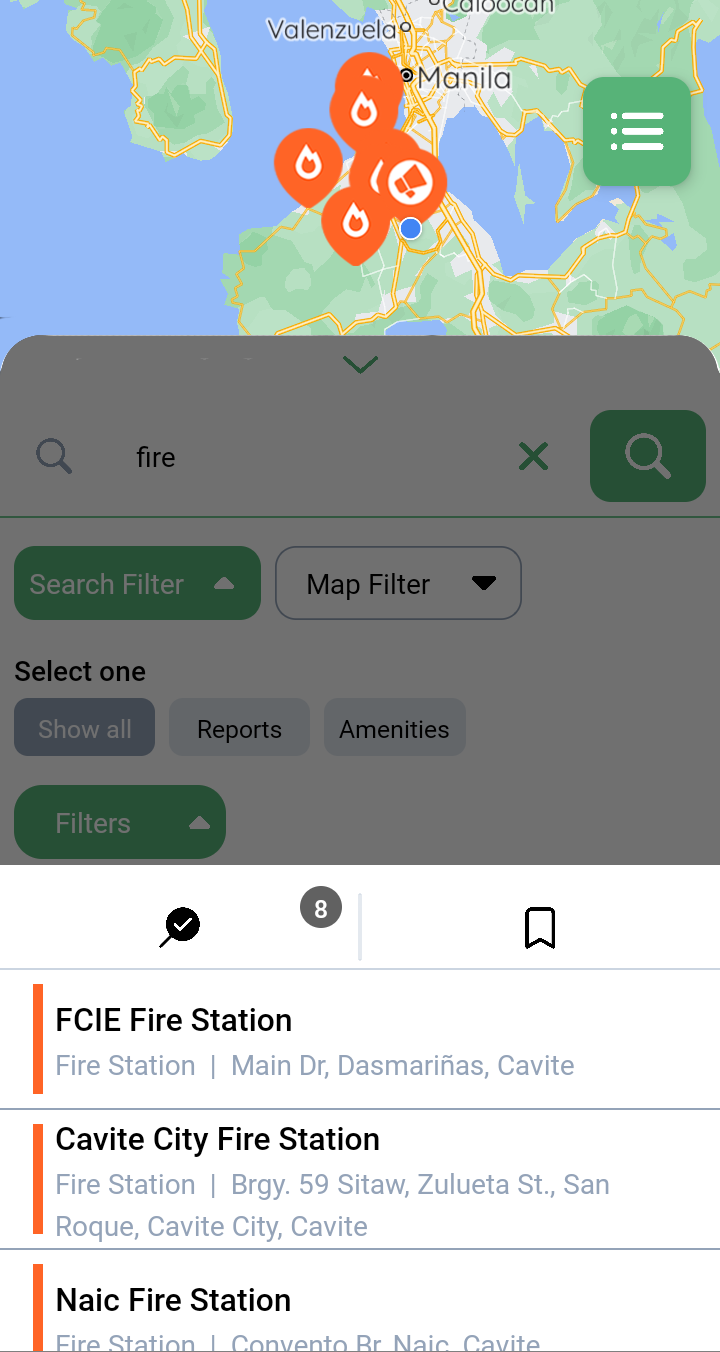 Caloocan
Valenzuela
Manila
fire
Search Filter
Map Filter
Select one
Show all
Reports
Amenities
Filters
8
FCIE Fire Station
Fire Station | Main Dr, Dasmariñas, Cavite
Cavite City Fire Station
Fire Station | Brgy. 59 Sitaw, Zulueta St., San
Roque, Cavite City, Cavite
Naic Fire Station
Fire Station | Convento Br, Naic, Cavite